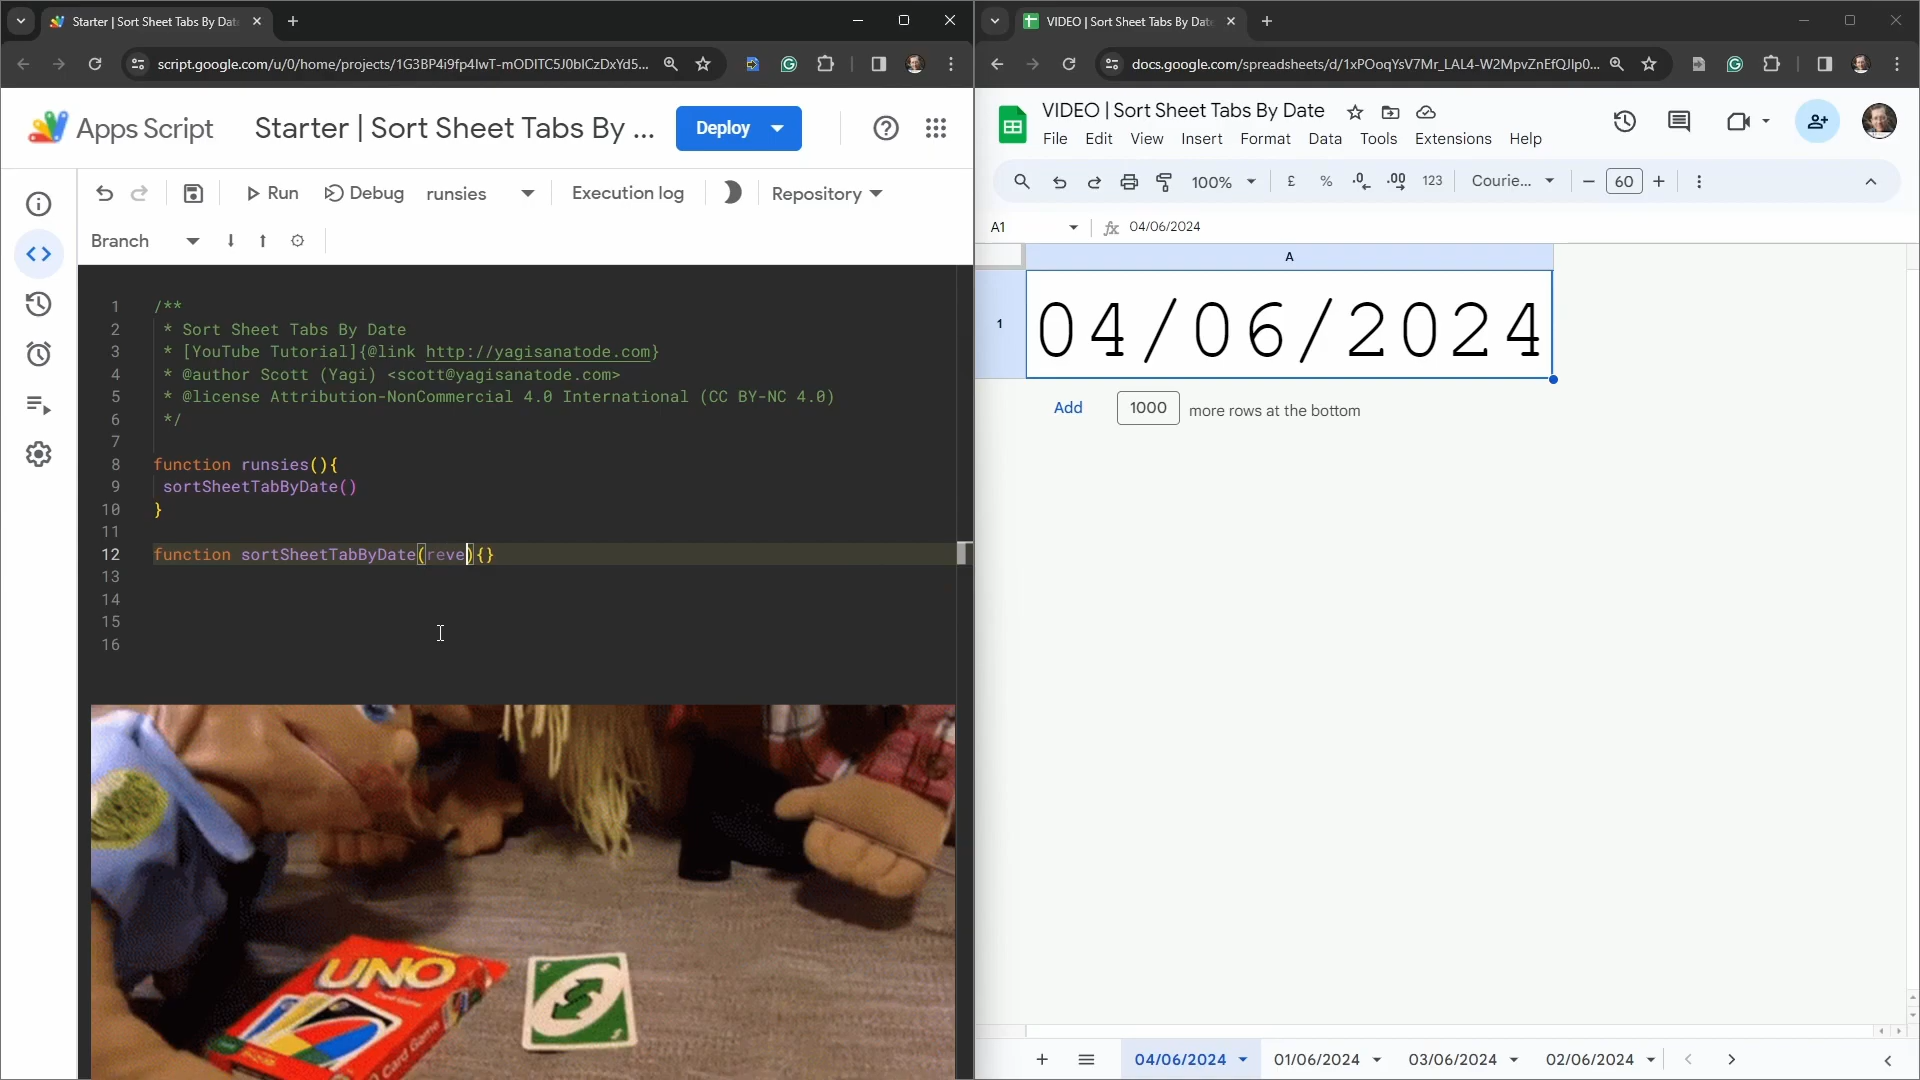 Starter | Sort Sheet Tabs By Dat
script.google.com/u/0/home/projects/1G3BP4i9fp4IwT-mODITC5J0bICzDxYd5...
Apps Script
Starter | Sort Sheet Tabs By ...
Deploy
Run
Debug
runsies
Execution log
Repository
Branch
1 /**
2 * Sort Sheet Tabs By Date
3 * [YouTube Tutorial]{@link http://yagisanatode.com}
4 * @author Scott (Yagi) <scott@yagisanatode.com>
5 * @license Attribution-NonCommercial 4.0 International (CC BY-NC 4.0)
6 */
7
8 function runsies(){
9 sortSheetTabByDate()
10 }
11
12 function sortSheetTabByDate(reve){}
13
14
15
16
UNO
Card Game
VIDEO | Sort Sheet Tabs By Date
docs.google.com/spreadsheets/d/1xPOoqYsV7Mr_LAL4-W2MpvZnEfQJlp0...
VIDEO | Sort Sheet Tabs By Date
File Edit View Insert Format Data Tools Extensions Help
100% £ % .0 .00 123 Courie... 60
A1 fx 04/06/2024
A
1 04/06/2024
Add 1000 more rows at the bottom
04/06/2024 01/06/2024 03/06/2024 02/06/2024